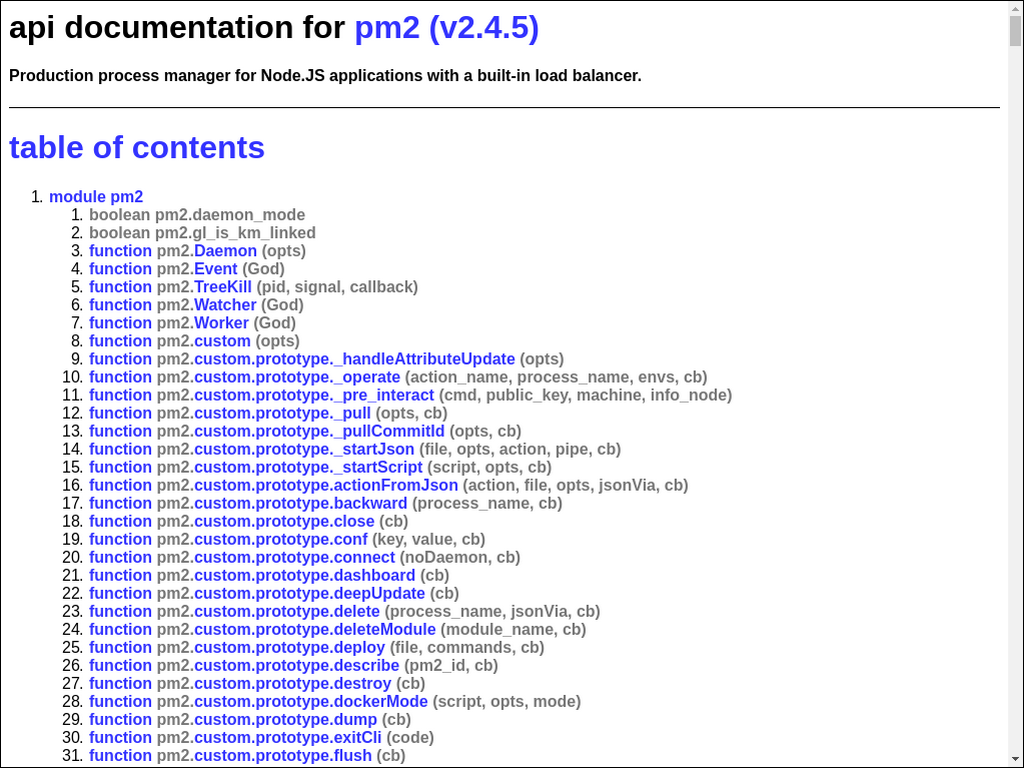 api documentation for pm2 (v2.4.5)
Production process manager for Node.JS applications with a built-in load balancer.
table of contents
1. module pm2
1. boolean pm2.daemon_mode
2. boolean pm2.gl_is_km_linked
3. function pm2.Daemon (opts)
4. function pm2.Event (God)
5. function pm2.TreeKill (pid, signal, callback)
6. function pm2.Watcher (God)
7. function pm2.Worker (God)
8. function pm2.custom (opts)
9. function pm2.custom.prototype._handleAttributeUpdate (opts)
10. function pm2.custom.prototype._operate (action_name, process_name, envs, cb)
11. function pm2.custom.prototype._pre_interact (cmd, public_key, machine, info_node)
12. function pm2.custom.prototype._pull (opts, cb)
13. function pm2.custom.prototype._pullCommitId (opts, cb)
14. function pm2.custom.prototype._startJson (file, opts, action, pipe, cb)
15. function pm2.custom.prototype._startScript (script, opts, cb)
16. function pm2.custom.prototype.actionFromJson (action, file, opts, jsonVia, cb)
17. function pm2.custom.prototype.backward (process_name, cb)
18. function pm2.custom.prototype.close (cb)
19. function pm2.custom.prototype.conf (key, value, cb)
20. function pm2.custom.prototype.connect (noDaemon, cb)
21. function pm2.custom.prototype.dashboard (cb)
22. function pm2.custom.prototype.deepUpdate (cb)
23. function pm2.custom.prototype.delete (process_name, jsonVia, cb)
24. function pm2.custom.prototype.deleteModule (module_name, cb)
25. function pm2.custom.prototype.deploy (file, commands, cb)
26. function pm2.custom.prototype.describe (pm2_id, cb)
27. function pm2.custom.prototype.destroy (cb)
28. function pm2.custom.prototype.dockerMode (script, opts, mode)
29. function pm2.custom.prototype.dump (cb)
30. function pm2.custom.prototype.exitCli (code)
31. function pm2.custom.prototype.flush (cb)